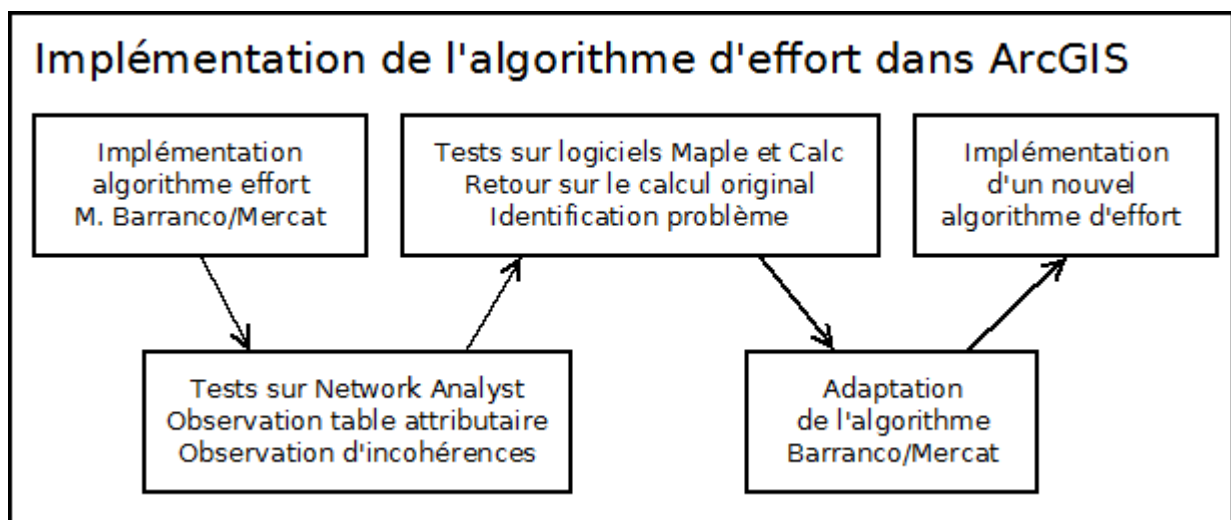 Implémentation de l'algorithme d'effort dans ArcGIS
Implémentation
algorithme effort
M. Barranco/Mercat
Tests sur Network Analyst
Observation table attributaire
Observation d'incohérences
Tests sur logiciels Maple et Calc
Retour sur le calcul original
Identification problème
Adaptation
de l'algorithme
Barranco/Mercat
Implémentation
d'un nouvel
algorithme d'effort